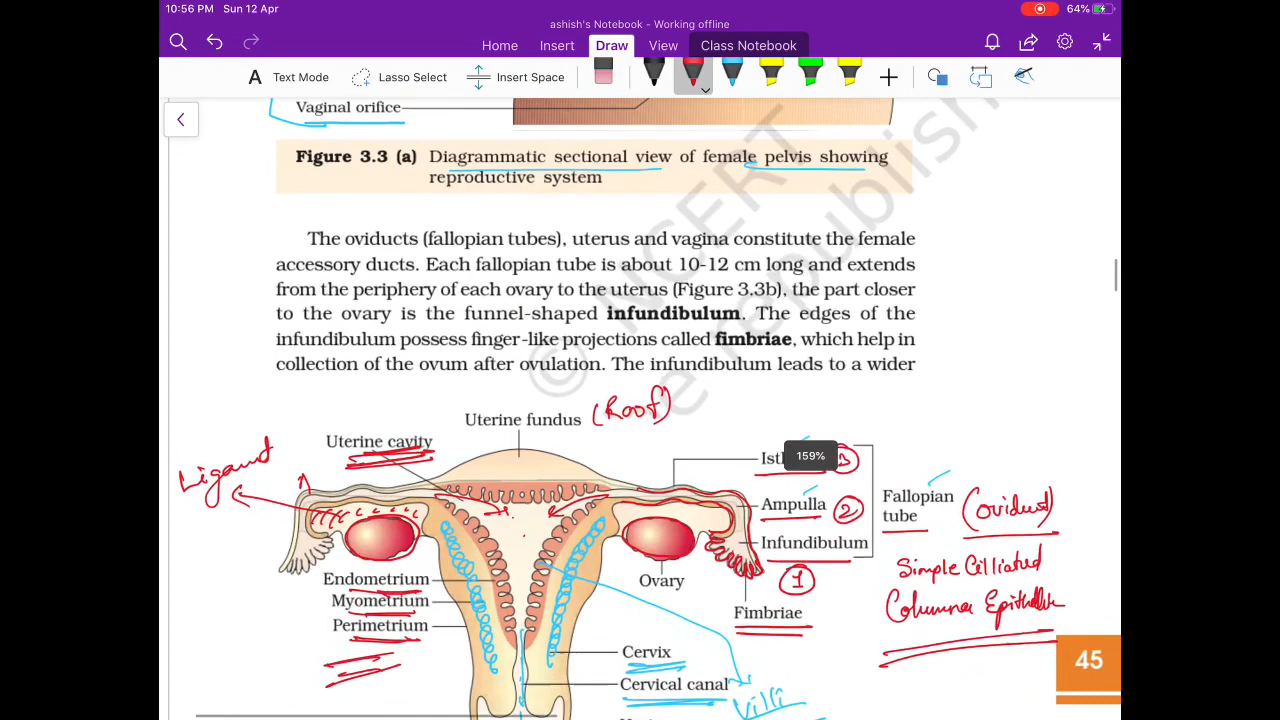 10:56 PM Sun 12 Apr
64%
ashish's Notebook - Working offline
Home Insert Draw View Class Notebook
Text Mode Lasso Select Insert Space
Vaginal orifice
Figure 3.3 (a) Diagrammatic sectional view of female pelvis showing
reproductive system
The oviducts (fallopian tubes), uterus and vagina constitute the female
accessory ducts. Each fallopian tube is about 10-12 cm long and extends
from the periphery of each ovary to the uterus (Figure 3.3b), the part closer
to the ovary is the funnel-shaped infundibulum. The edges of the
infundibulum possess finger-like projections called fimbriae, which help in
collection of the ovum after ovulation. The infundibulum leads to a wider
© NCERT
republish
Uterine fundus (Roof)
Uterine cavity
Ligand
159%
3
Ampulla 2
Infundibulum
1
Fallopian
tube
(oviduct)
Simple Cilliated
Columna
Ovary
Fimbriae
Endometrium
Myometrium
Perimetrium
Cervix
Cervical canal
Villi
45